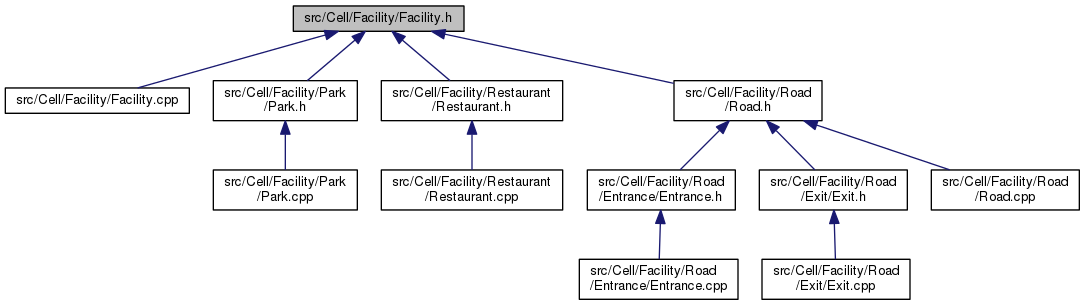 src/Cell/Facility/Facility.h
src/Cell/Facility/Facility.cpp
src/Cell/Facility/Park
/Park.h
src/Cell/Facility/Restaurant
/Restaurant.h
src/Cell/Facility/Road
/Road.h
src/Cell/Facility/Park
/Park.cpp
src/Cell/Facility/Restaurant
/Restaurant.cpp
src/Cell/Facility/Road
/Entrance/Entrance.h
src/Cell/Facility/Road
/Exit/Exit.h
src/Cell/Facility/Road
/Road.cpp
src/Cell/Facility/Road
/Entrance/Entrance.cpp
src/Cell/Facility/Road
/Exit/Exit.cpp